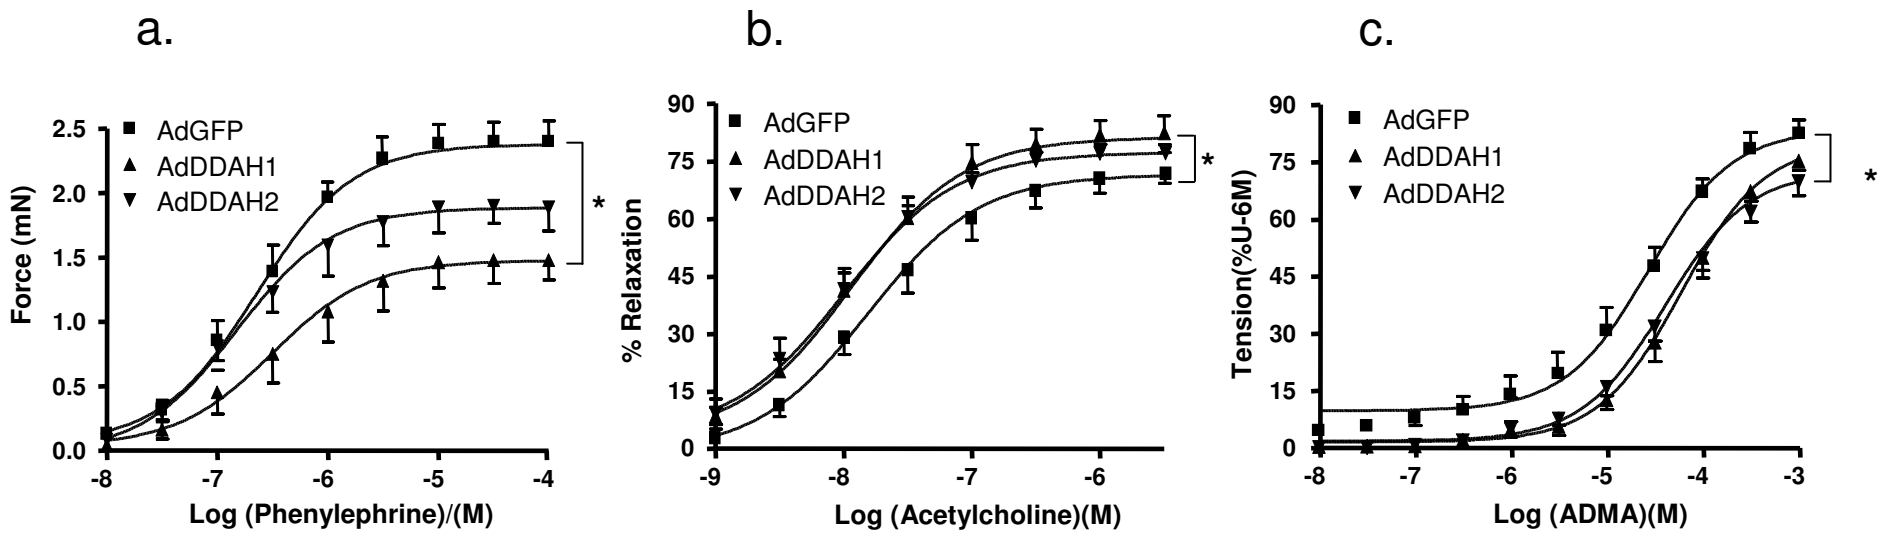 a.
2.5
2.0
1.5
1.0
0.5
0.0
Force (mN)
AdGFP
AdDDAH1
AdDDAH2
*
-8
-7
-6
-5
-4
Log (Phenylephrine)/(M)
b.
90
75
60
45
30
15
0
% Relaxation
AdGFP
AdDDAH1
AdDDAH2
*
-9
-8
-7
-6
Log (Acetylcholine)(M)
c.
90
75
60
45
30
15
0
Tension(%U-6M)
AdGFP
AdDDAH1
AdDDAH2
*
-8
-7
-6
-5
-4
-3
Log (ADMA)(M)